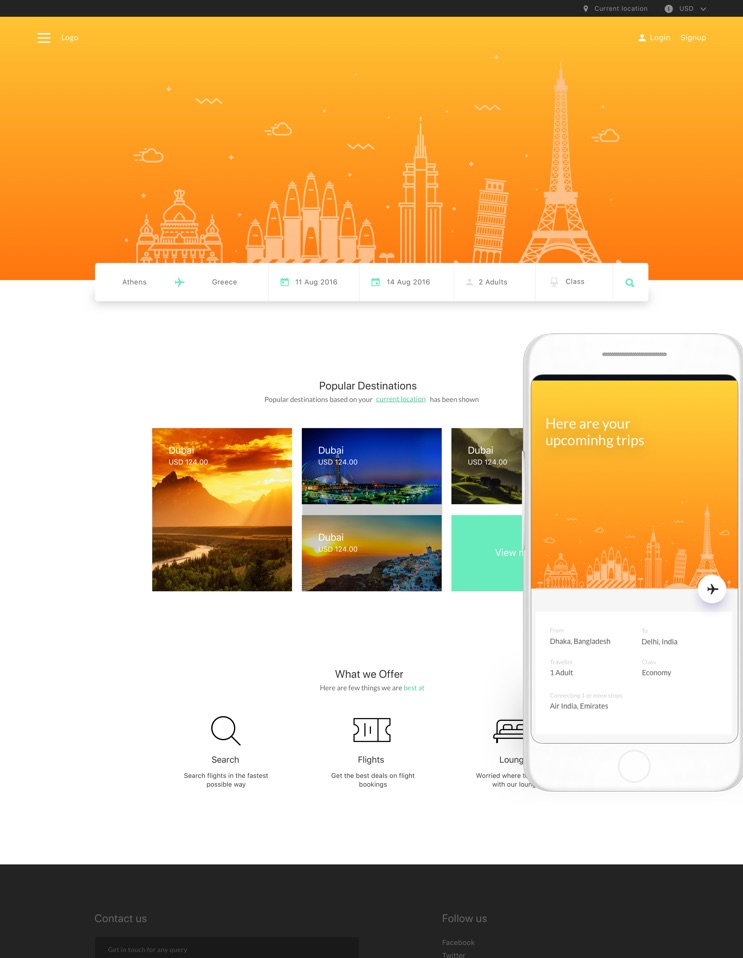 Current location
USD
Logo
Login
Signup
Athens
Greece
11 Aug 2016
14 Aug 2016
2 Adults
Class
Popular Destinations
Popular destinations based on your current location has been shown
Dubai
USD 124.00
Dubai
USD 124.00
Dubai
USD 124.00
Dubai
USD 124.00
View
Here are your
upcominhg trips
From
Dhaka, Bangladesh
To
Delhi, India
Traveller
1 Adult
Class
Economy
Connecting 1 or more stops
Air India, Emirates
What we Offer
Here are few things we are best at
Search
Search flights in the fastest
possible way
Flights
Get the best deals on flight
bookings
Loung
Worried where
with our loung
Contact us
Get in touch for any query
Follow us
Facebook
Twitter